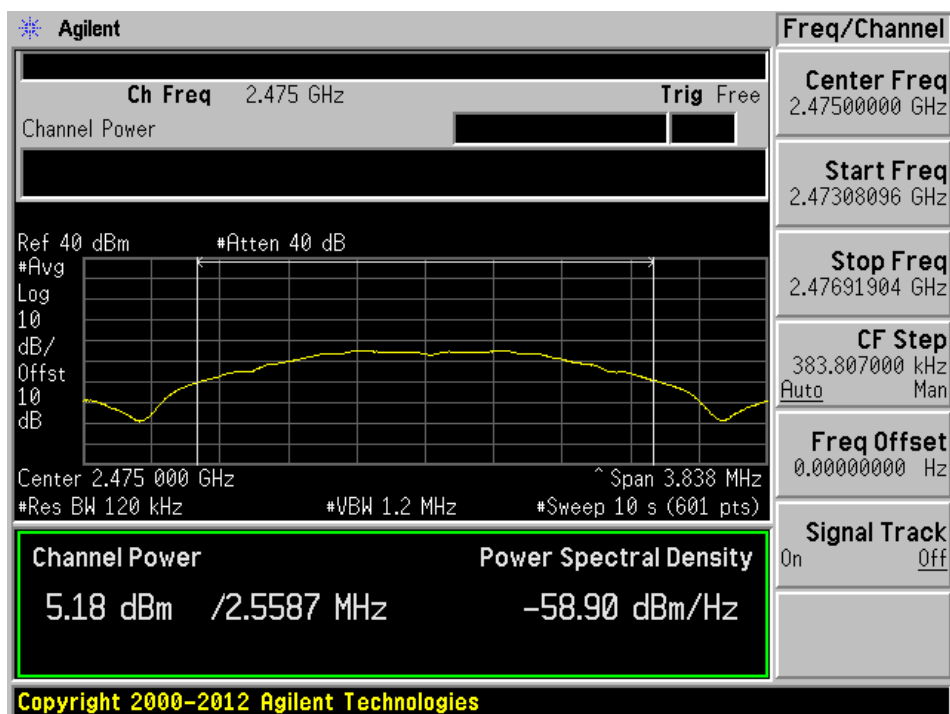 Agilent
Freq/Channel
Ch Freq 2.475 GHz Trig Free
Channel Power
Center Freq
2.47500000 GHz
Start Freq
2.47308096 GHz
Stop Freq
2.47691904 GHz
CF Step
383.807000 kHz
Auto Man
Freq Offset
0.00000000 Hz
Signal Track
On Off
Ref 40 dBm #Atten 40 dB
#Avg
Log
10
dB/
Offst
10
dB
Center 2.475 000 GHz ^ Span 3.838 MHz
#Res BW 120 kHz #VBW 1.2 MHz #Sweep 10 s (601 pts)
Channel Power Power Spectral Density
5.18 dBm /2.5587 MHz -58.90 dBm/Hz
Copyright 2000-2012 Agilent Technologies